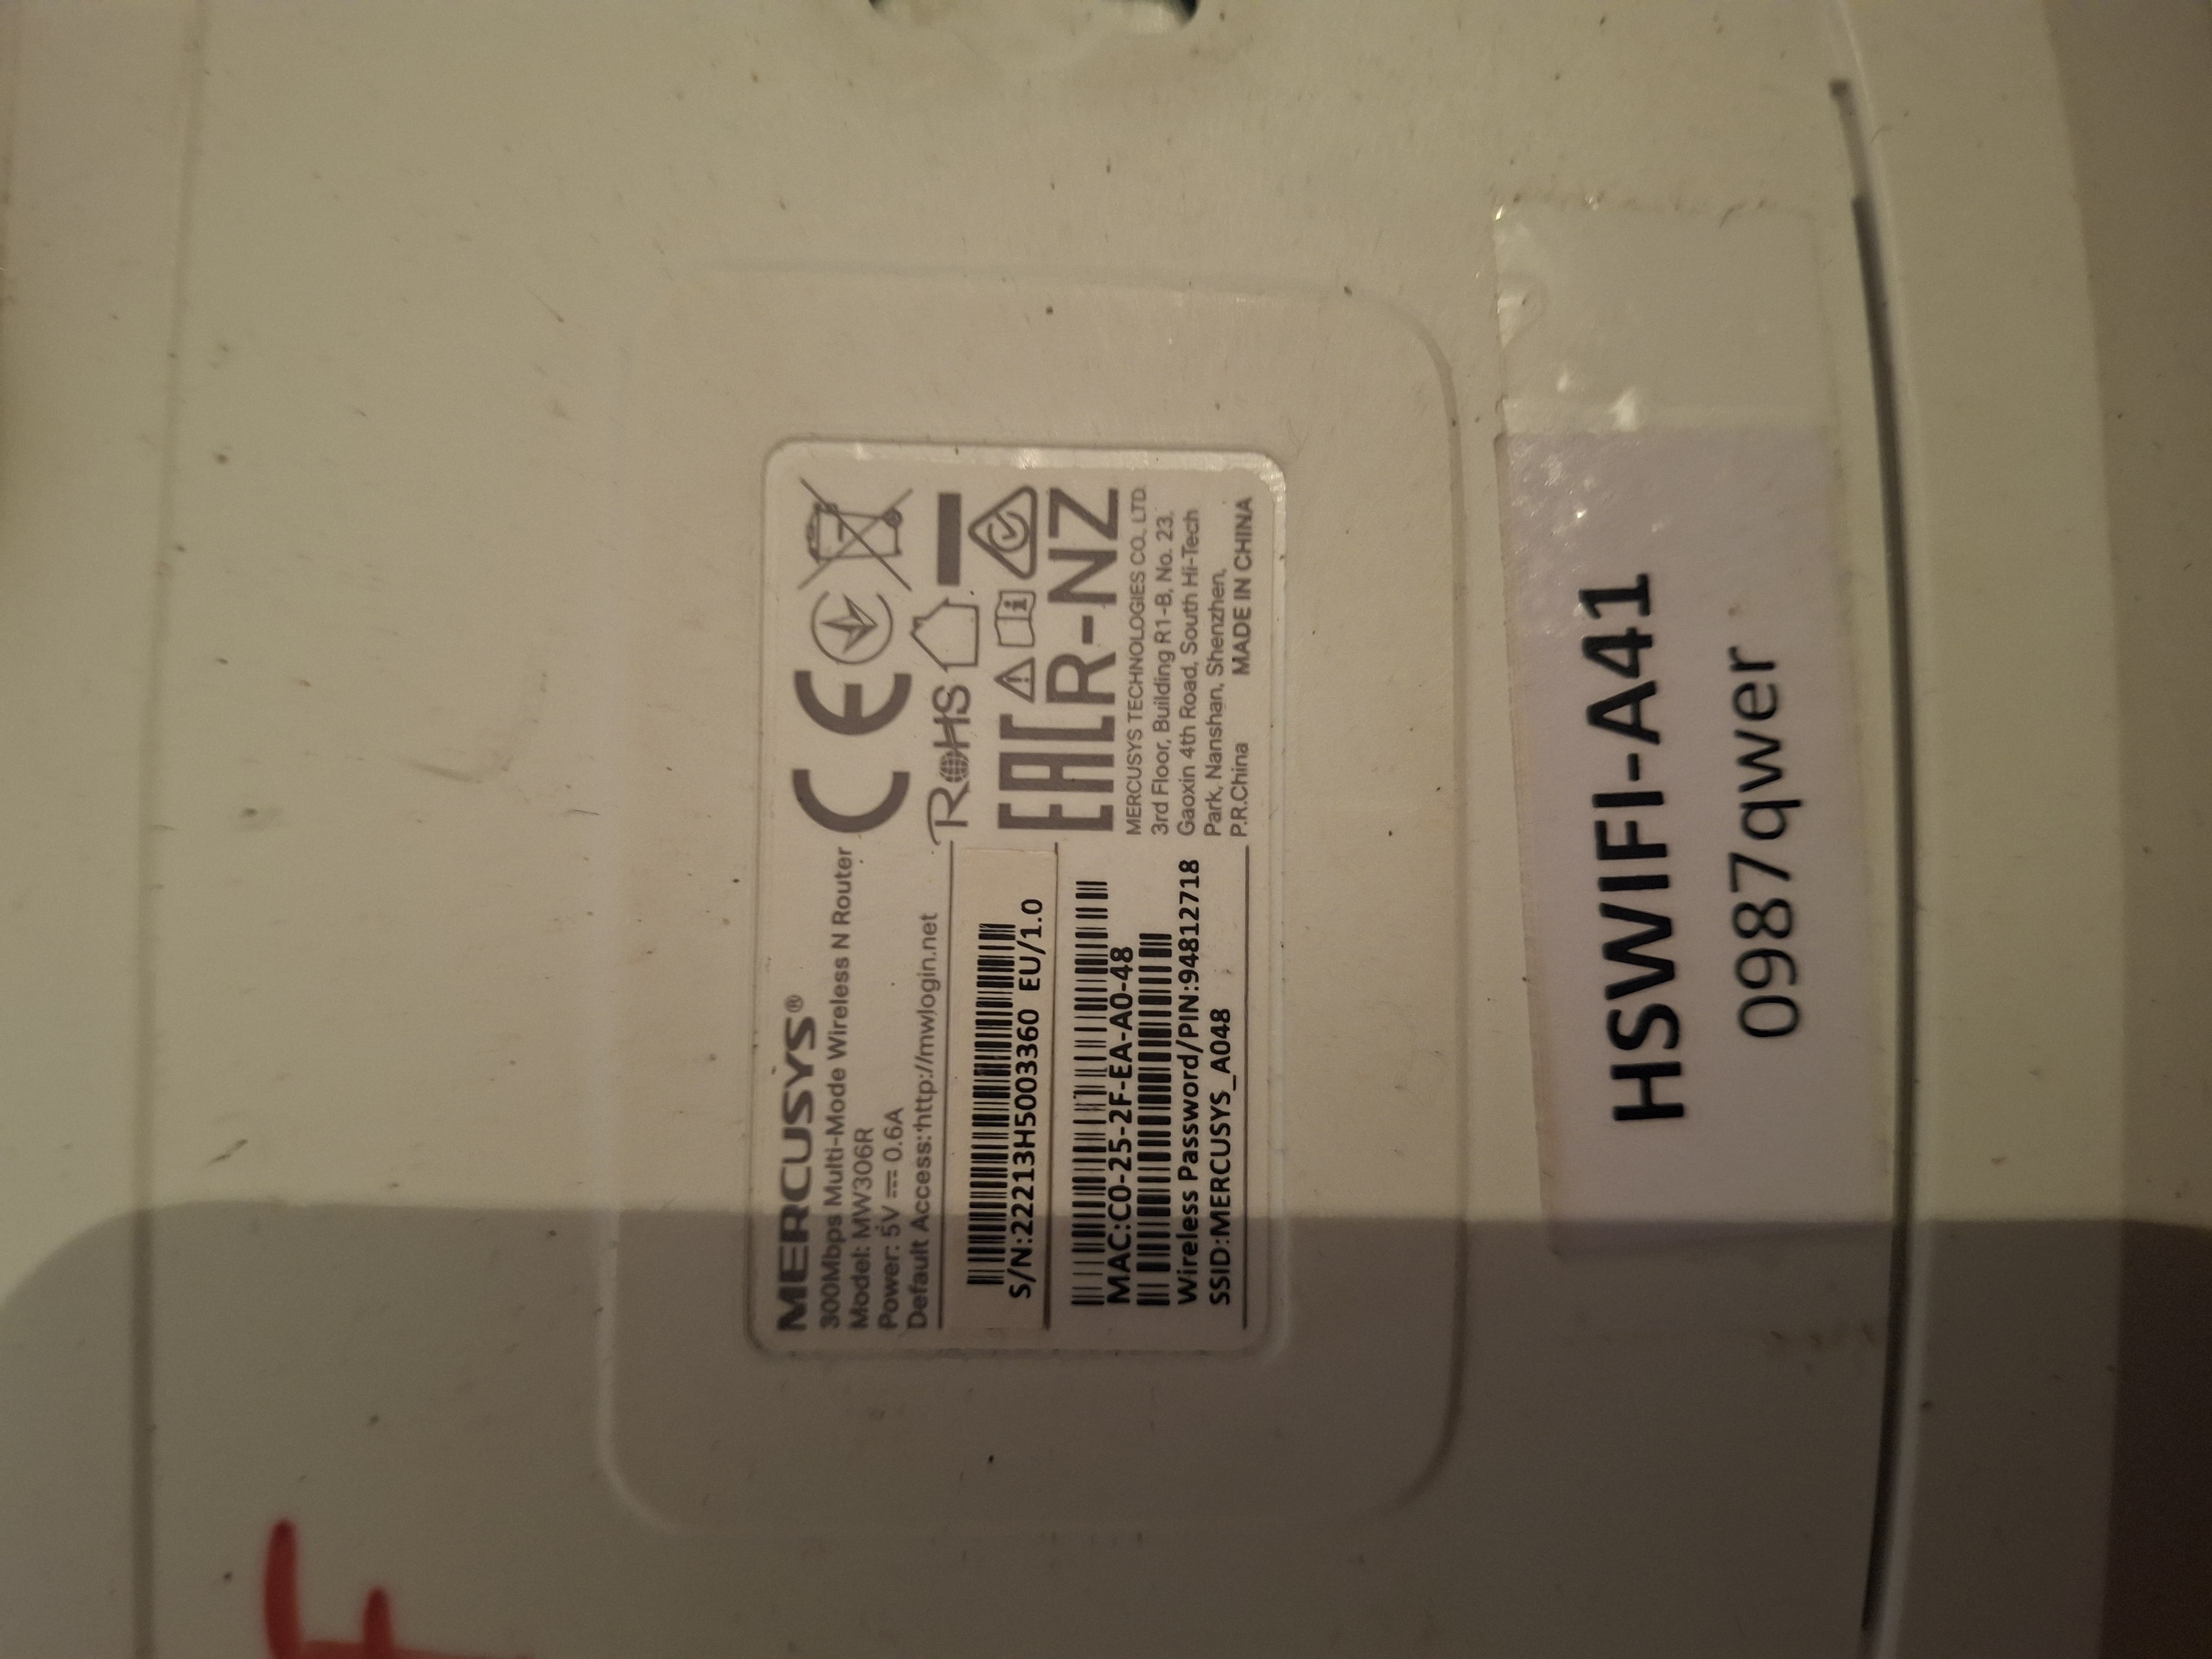 MERCUSYS®
300Mbps Multi-Mode Wireless N Router
Model: MW306R
Power: 5V ⎓ 0.6A
Default Access: http://mwlogin.net
S/N:22213H5003360 EU/1.0
MAC:C0-25-2F-EA-A0-48
Wireless Password/PIN:94812718
SSID:MERCUSYS_A048
CE
RoHS
EAC R-NZ
MERCUSYS TECHNOLOGIES CO., LTD.
3rd Floor, Building R1-B, No. 23,
Gaoxin 4th Road, South Hi-Tech
Park, Nanshan, Shenzhen,
P.R.China MADE IN CHINA
HSWIFI-A41
0987qwer